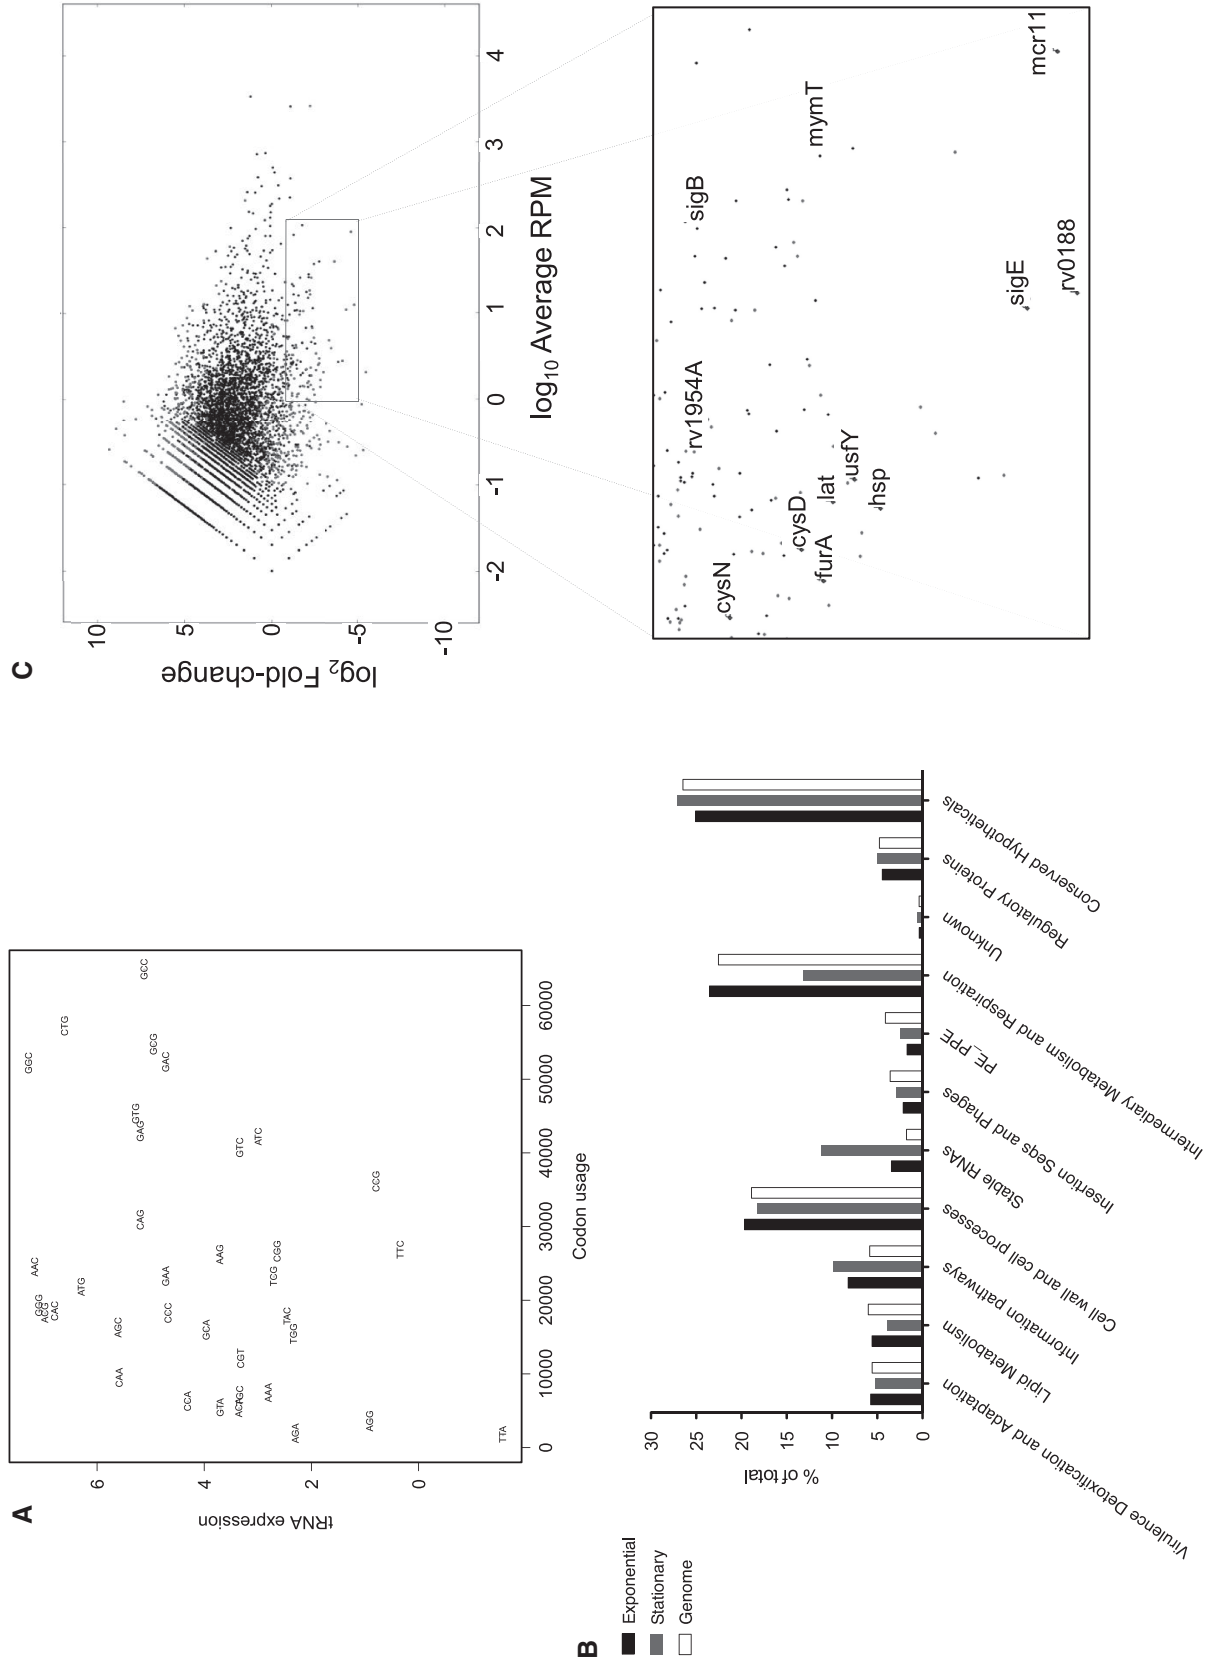 A
tRNA expression
6
4
2
0
0
10000
20000
30000
40000
50000
60000
Codon usage
GGC
CTG
GCC
GCG
GAC
GTG
GAG
GTC
ATC
CCG
CAG
AAC
ATG
GAA
AAG
CGG
TCG
TTC
GGG
ACG
CAC
AGC
CCC
GCA
TAC
TGG
CGT
CAA
CCA
GTA
AAA
AGA
AGG
TTA
B
Exponential
Stationary
Genome
% of total
30
25
20
15
10
5
0
Virulence Detoxification and Adaptation
Lipid Metabolism
Information pathways
Cell wall and cell processes
Stable RNAs
Insertion Seqs and Phages
PE_PPE
Intermediary Metabolism and Respiration
Unknown
Regulatory Proteins
Conserved Hypotheticals
C
log2 Fold-change
10
5
0
-5
-10
-2
-1
0
1
2
3
4
log10 Average RPM
cysN
furA
cysD
lat
usfY
hsp
rv1954A
sigB
mymT
sigE
rv0188
mcr11